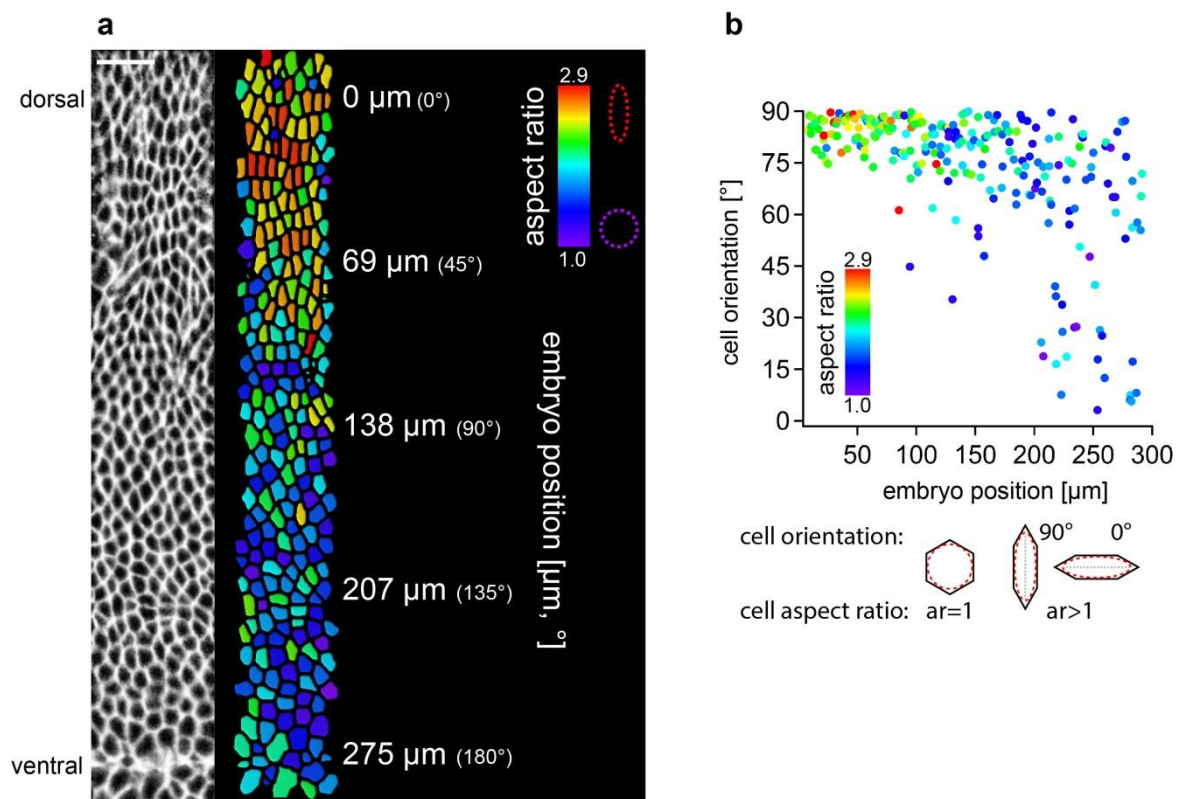 a
dorsal
ventral
0 µm (0°)
69 µm (45°)
138 µm (90°)
207 µm (135°)
275 µm (180°)
embryo position [µm, °]
2.9
aspect ratio
1.0
b
90
75
60
45
30
15
0
cell orientation [°]
2.9
aspect ratio
1.0
50 100 150 200 250 300
embryo position [µm]
cell orientation: 90° 0°
cell aspect ratio: ar=1 ar>1